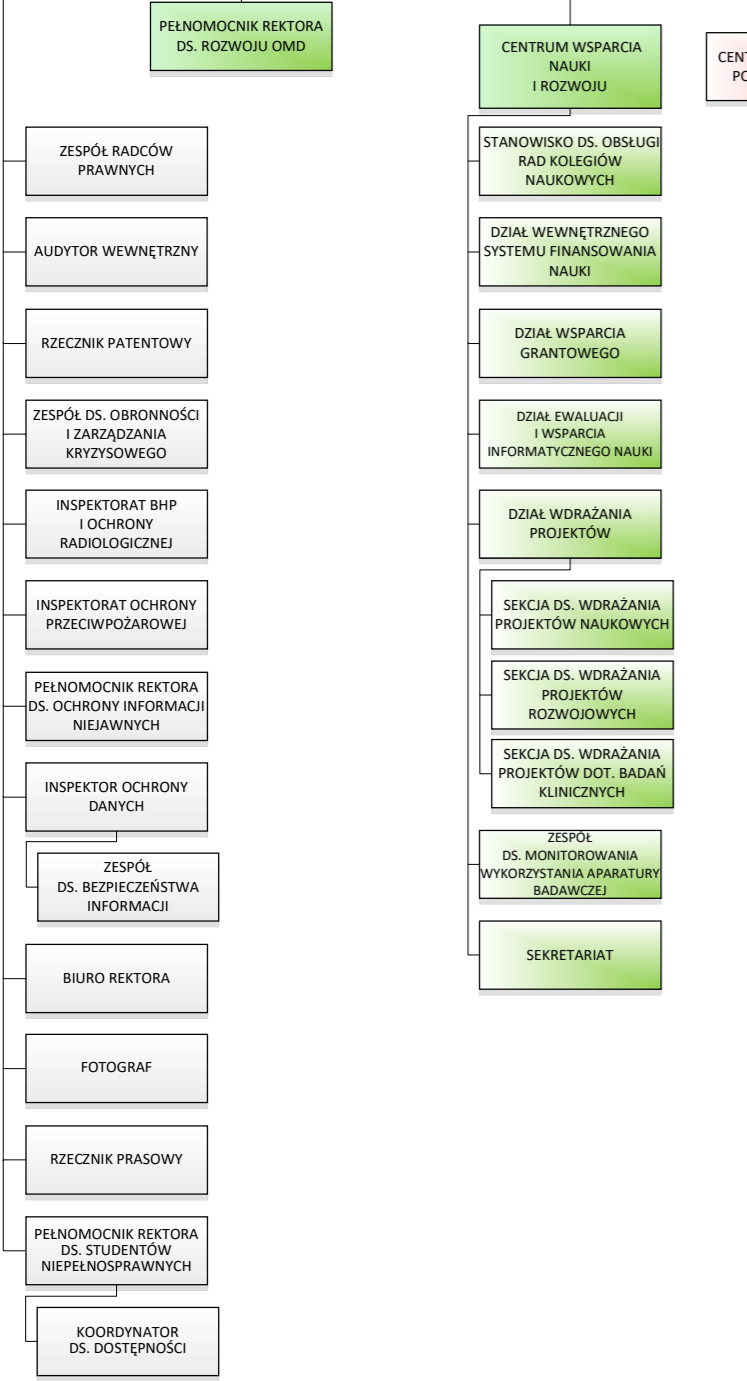 PEŁNOMOCNIK REKTORA
DS. ROZWOJU OMD
ZESPÓŁ RADCÓW
PRAWNYCH
AUDYTOR WEWNĘTRZNY
RZECZNIK PATENTOWY
ZESPÓŁ DS. OBRONNOŚCI
I ZARZĄDZANIA
KRYZYSOWEGO
INSPEKTORAT BHP
I OCHRONY
RADIOLOGICZNEJ
INSPEKTORAT OCHRONY
PRZECIWPOŻAROWEJ
PEŁNOMOCNIK REKTORA
DS. OCHRONY INFORMACJI
NIEJAWNYCH
INSPEKTOR OCHRONY
DANYCH
ZESPÓŁ
DS. BEZPIECZEŃSTWA
INFORMACJI
BIURO REKTORA
FOTOGRAF
RZECZNIK PRASOWY
PEŁNOMOCNIK REKTORA
DS. STUDENTÓW
NIEPEŁNOSPRAWNYCH
KOORDYNATOR
DS. DOSTĘPNOŚCI
CENTRUM WSPARCIA
NAUKI
I ROZWOJU
STANOWISKO DS. OBSŁUGI
RAD KOLEGIÓW
NAUKOWYCH
DZIAŁ WEWNĘTRZNEGO
SYSTEMU FINANSOWANIA
NAUKI
DZIAŁ WSPARCIA
GRANTOWEGO
DZIAŁ EWALUACJI
I WSPARCIA
INFORMATYCZNEGO NAUKI
DZIAŁ WDRAŻANIA
PROJEKTÓW
SEKCJA DS. WDRAŻANIA
PROJEKTÓW NAUKOWYCH
SEKCJA DS. WDRAŻANIA
PROJEKTÓW
ROZWOJOWYCH
SEKCJA DS. WDRAŻANIA
PROJEKTÓW DOT. BADAŃ
KLINICZNYCH
ZESPÓŁ
DS. MONITOROWANIA
WYKORZYSTANIA APARATURY
BADAWCZEJ
SEKRETARIAT